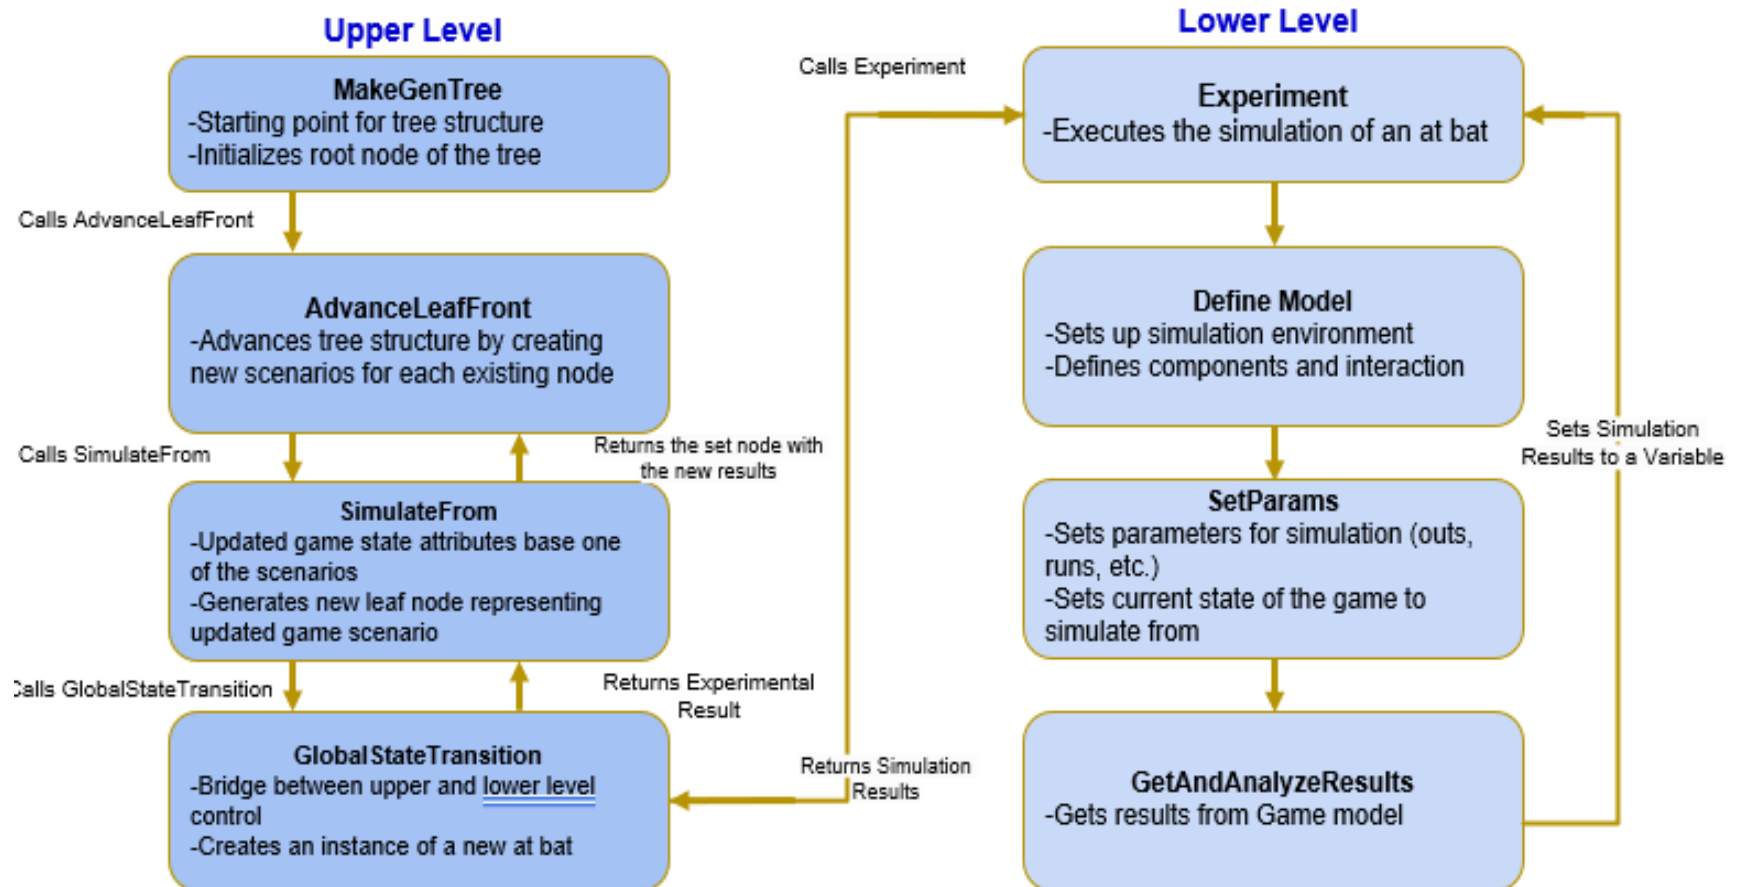 Upper Level
MakeGenTree
-Starting point for tree structure
-Initializes root node of the tree
Calls AdvanceLeafFront
AdvanceLeafFront
-Advances tree structure by creating
new scenarios for each existing node
Calls SimulateFrom
Returns the set node with
the new results
SimulateFrom
-Updated game state attributes base one
of the scenarios
-Generates new leaf node representing
updated game scenario
Calls GlobalStateTransition
Returns Experimental
Result
GlobalStateTransition
-Bridge between upper and lower level
control
-Creates an instance of a new at bat
Calls Experiment
Returns Simulation
Results
Lower Level
Experiment
-Executes the simulation of an at bat
Define Model
-Sets up simulation environment
-Defines components and interaction
SetParams
-Sets parameters for simulation (outs,
runs, etc.)
-Sets current state of the game to
simulate from
GetAndAnalyzeResults
-Gets results from Game model
Sets Simulation
Results to a Variable